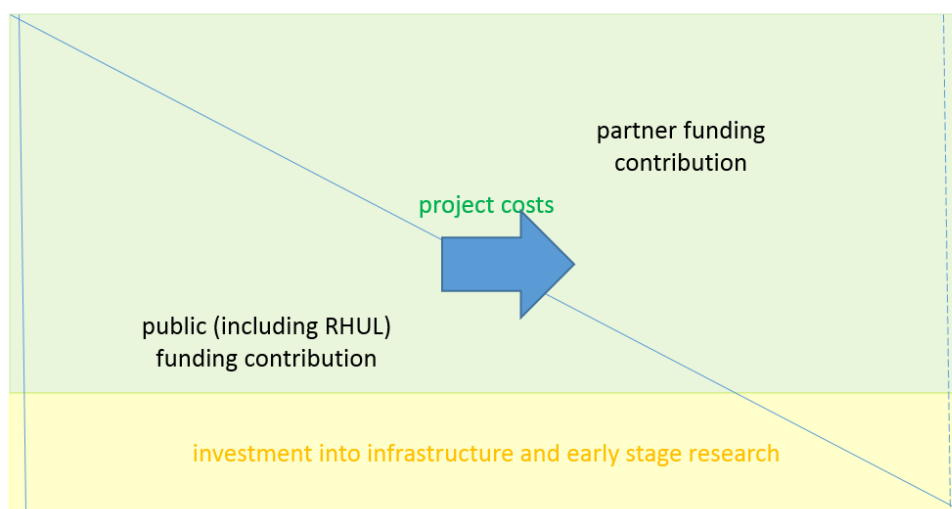 partner funding
contribution
project costs
public (including RHUL)
funding contribution
investment into infrastructure and early stage research